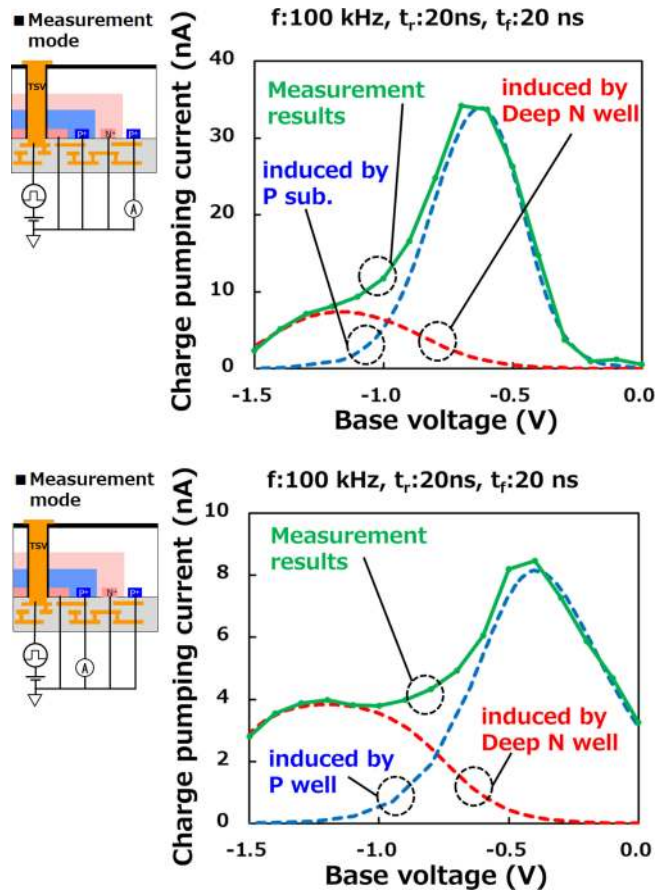 ■ Measurement
mode
TSV
P+
N+
P+
A
f:100 kHz, tr:20ns, tf:20 ns
Charge pumping current (nA)
40
30
20
10
0
Measurement
results
induced by
Deep N well
induced by
P sub.
-1.5
-1.0
-0.5
0.0
Base voltage (V)
■ Measurement
mode
TSV
P+
N+
P+
A
f:100 kHz, tr:20ns, tf:20 ns
Charge pumping current (nA)
10
8
6
4
2
0
Measurement
results
induced by
P well
induced by
Deep N well
-1.5
-1.0
-0.5
0.0
Base voltage (V)